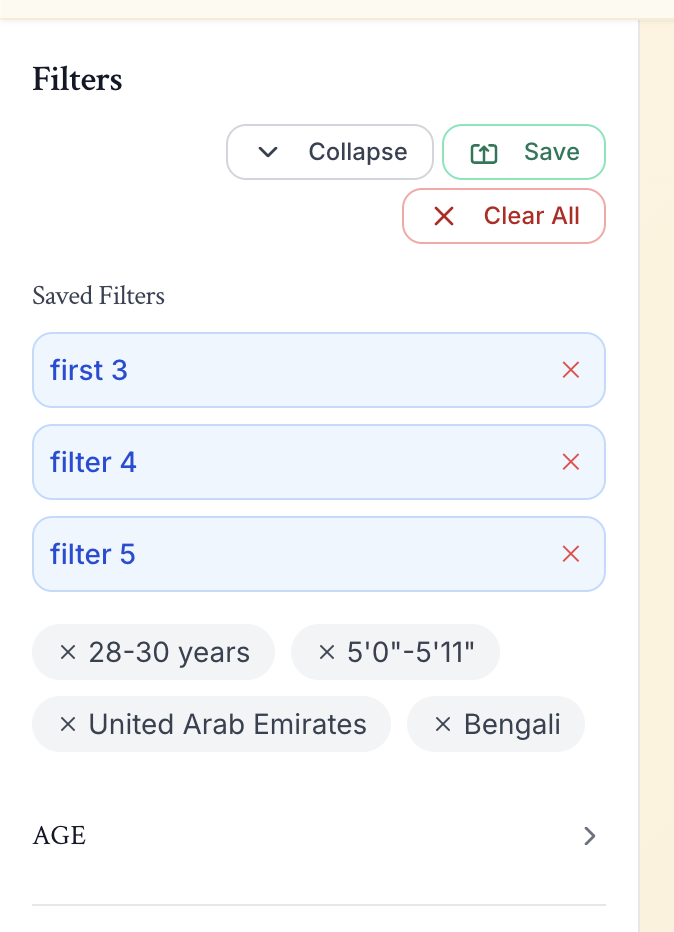 Filters
Collapse Save
Clear All
Saved Filters
first 3
filter 4
filter 5
28-30 years 5'0"-5'11"
United Arab Emirates Bengali
AGE